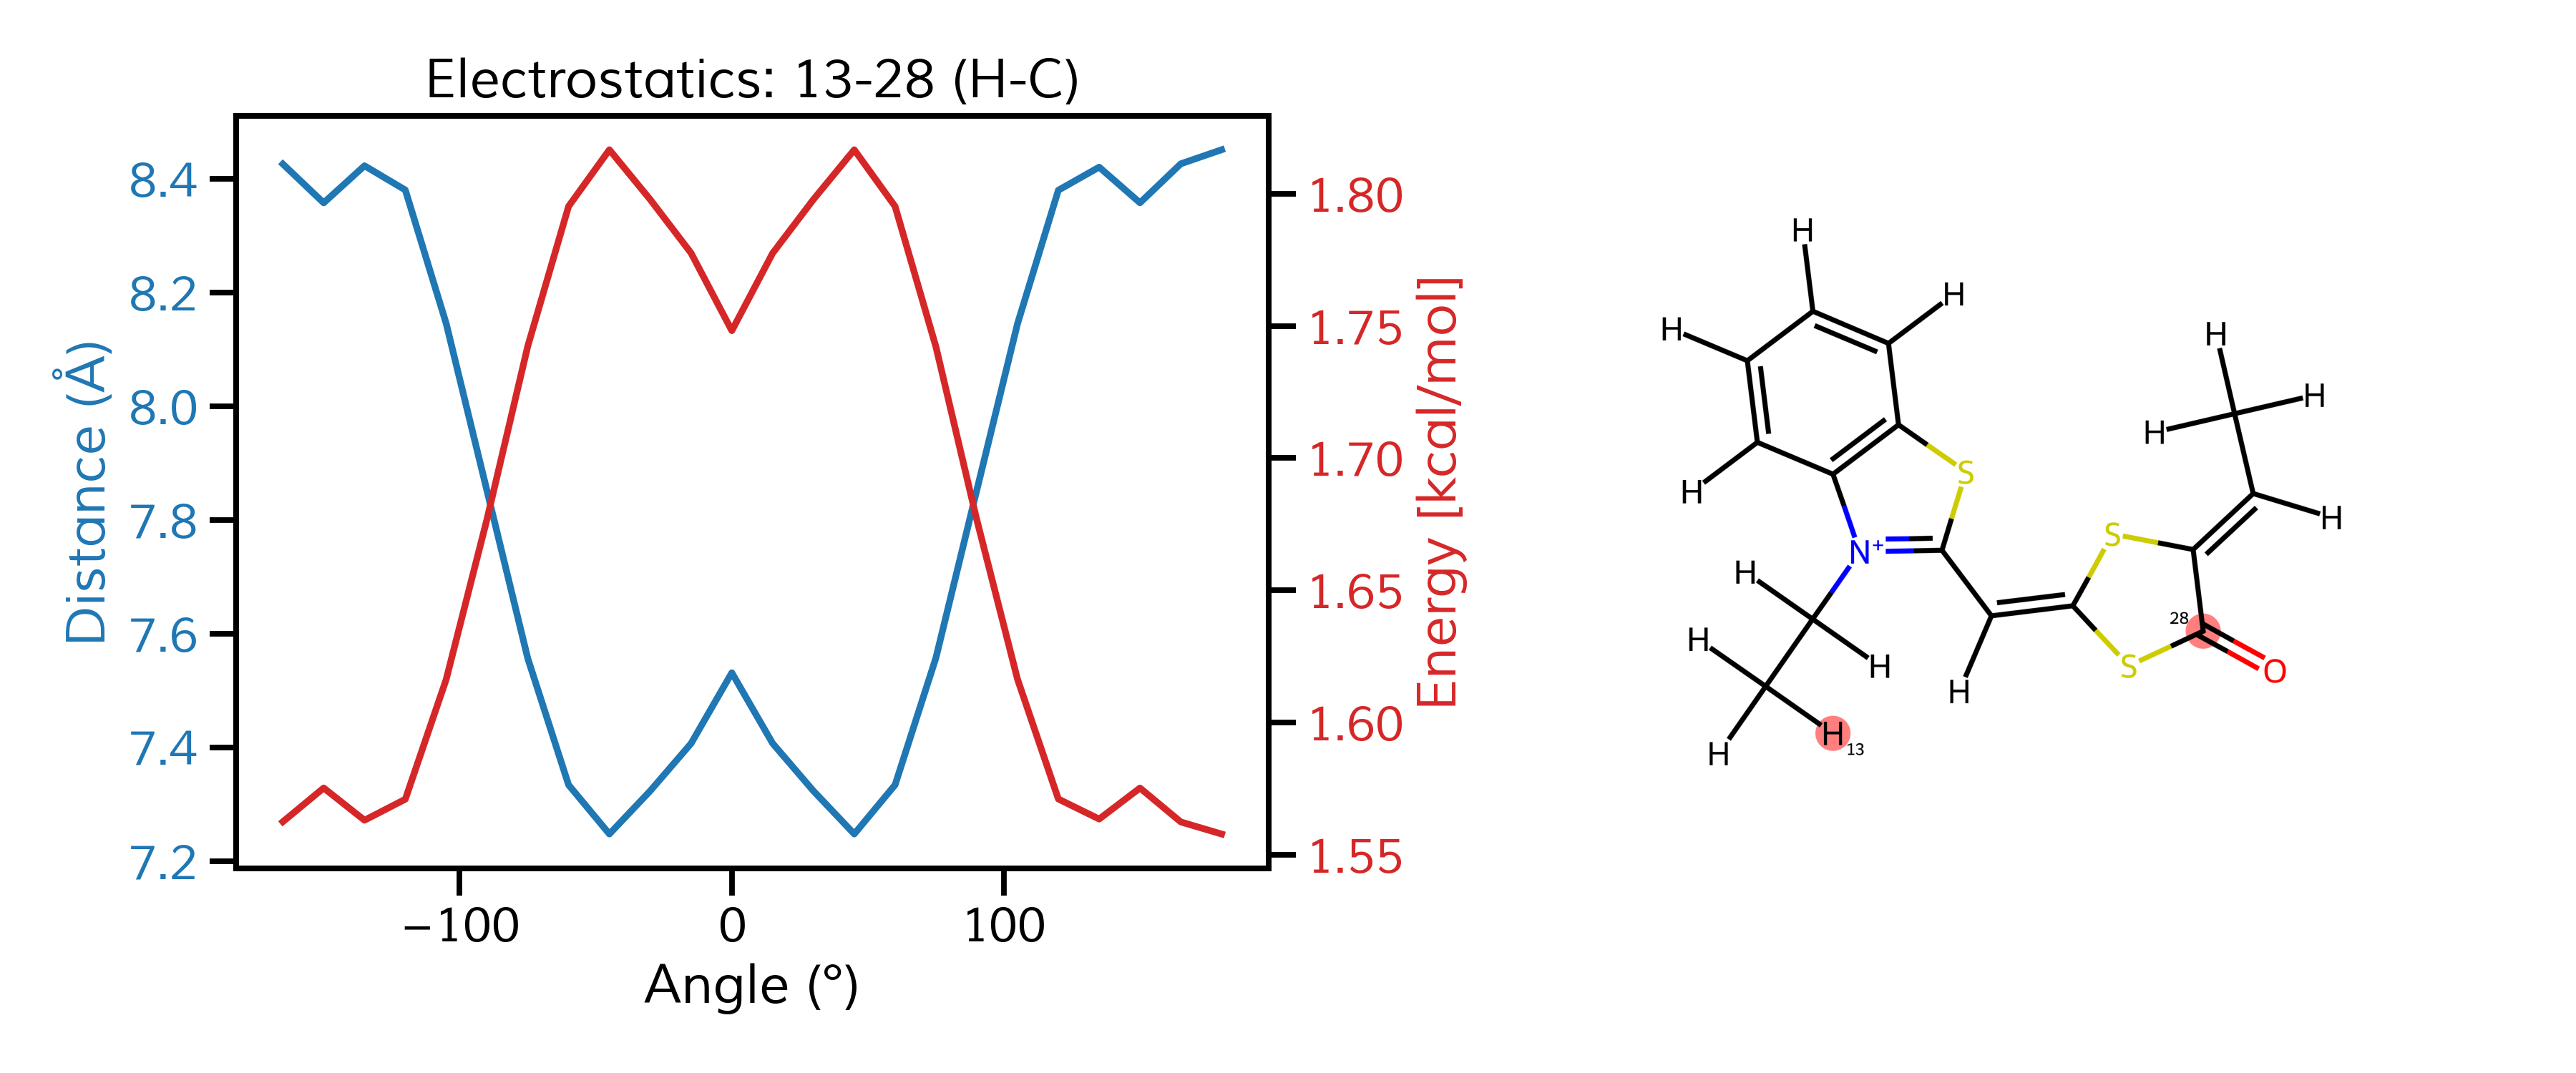 Electrostatics: 13-28 (H-C)
Distance (Å)
8.4
8.2
8.0
7.8
7.6
7.4
7.2
−100
0
100
Angle (°)
1.80
1.75
1.70
1.65
1.60
1.55
Energy [kcal/mol]
H
H
H
H
H
H
H
S
H
S
H
N⁺
H
H
H
28
S
O
H
H
H
13